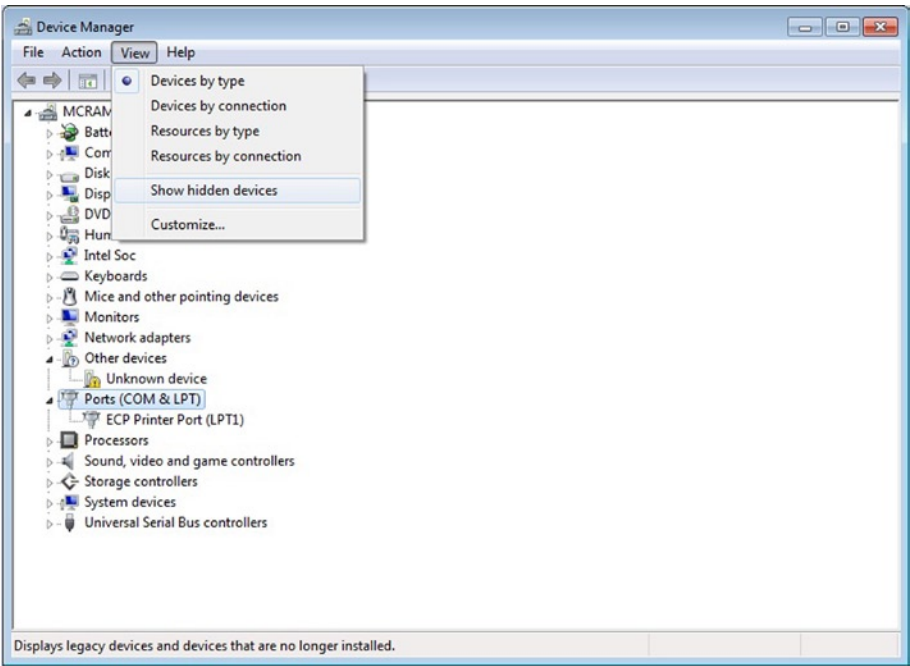 Device Manager
File Action View Help
Devices by type
Devices by connection
Resources by type
Resources by connection
Show hidden devices
Customize...
MCRAM
Batt
Com
Disk
Disp
DVD
Hum
Intel Soc
Keyboards
Mice and other pointing devices
Monitors
Network adapters
Other devices
Unknown device
Ports (COM & LPT)
ECP Printer Port (LPT1)
Processors
Sound, video and game controllers
Storage controllers
System devices
Universal Serial Bus controllers
Displays legacy devices and devices that are no longer installed.